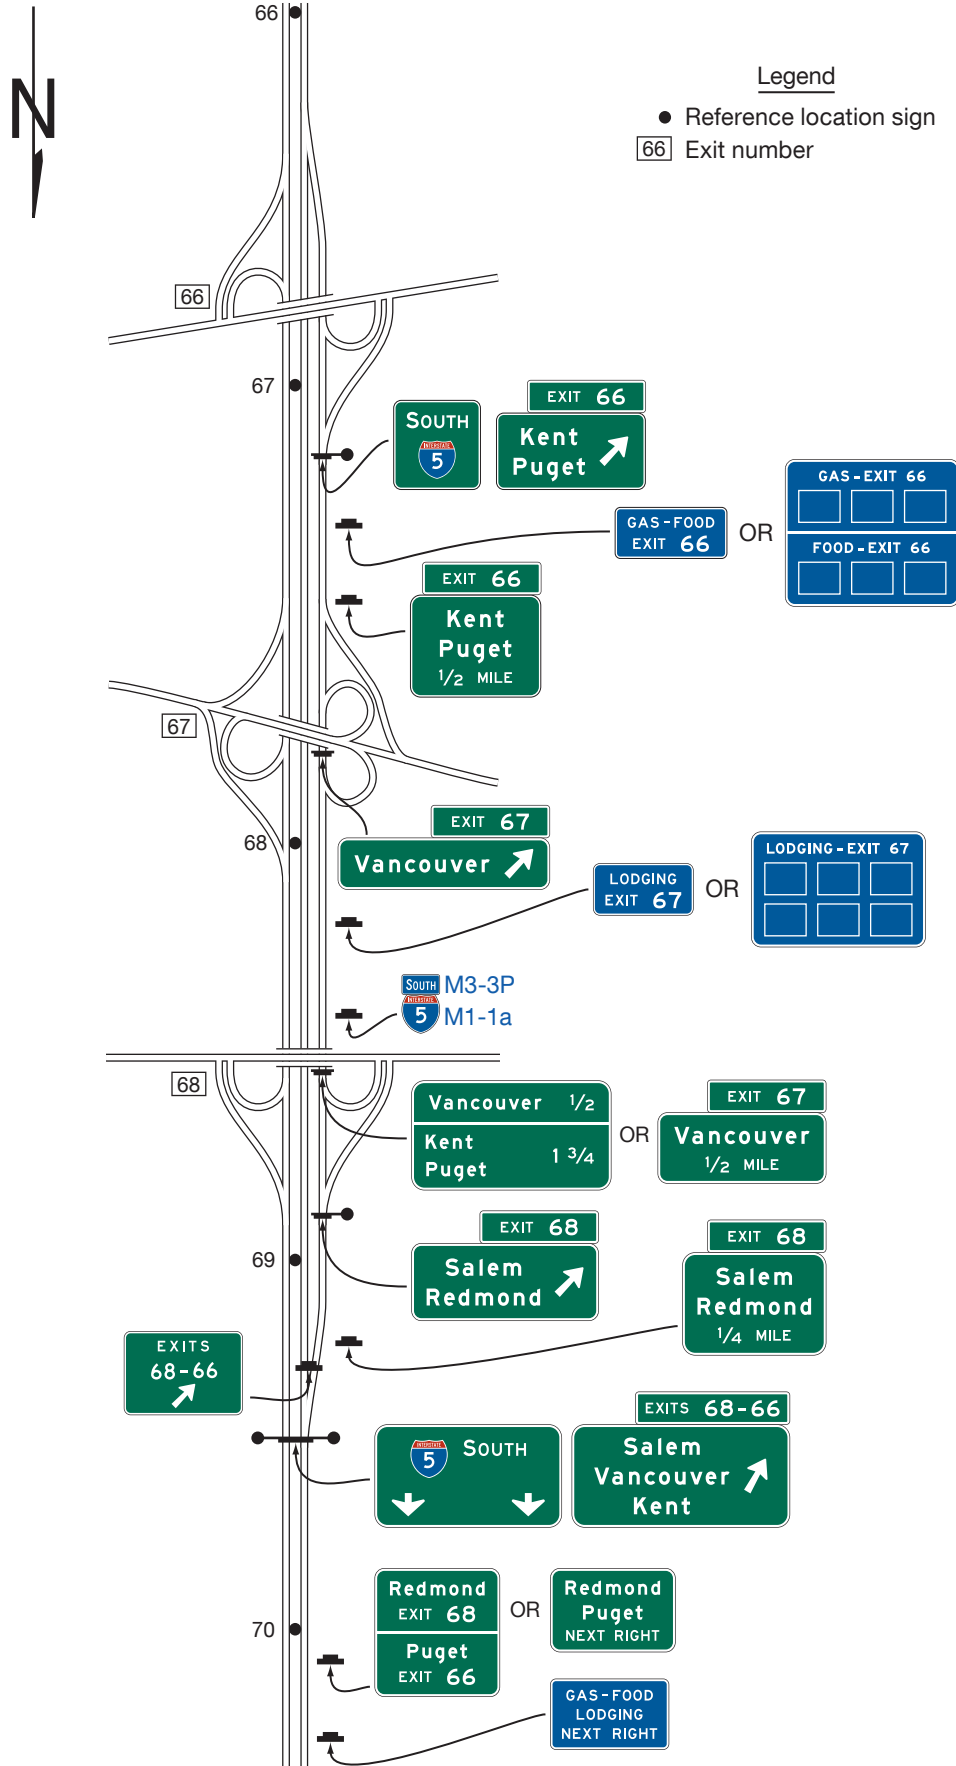 66
N
Legend
Reference location sign
66 Exit number
66
67
SOUTH
INTERSTATE
5
EXIT 66
Kent
Puget
GAS-FOOD
EXIT 66
OR
GAS-EXIT 66
FOOD-EXIT 66
EXIT 66
Kent
Puget
1/2 MILE
67
68
EXIT 67
Vancouver
LODGING
EXIT 67
OR
LODGING-EXIT 67
SOUTH M3-3P
INTERSTATE
5 M1-1a
68
Vancouver 1/2
Kent
Puget 1 3/4
OR
EXIT 67
Vancouver
1/2 MILE
69
EXIT 68
Salem
Redmond
EXIT 68
Salem
Redmond
1/4 MILE
EXITS
68-66
INTERSTATE
5 SOUTH
EXITS 68-66
Salem
Vancouver
Kent
70
Redmond
EXIT 68
Puget
EXIT 66
OR
Redmond
Puget
NEXT RIGHT
GAS-FOOD
LODGING
NEXT RIGHT